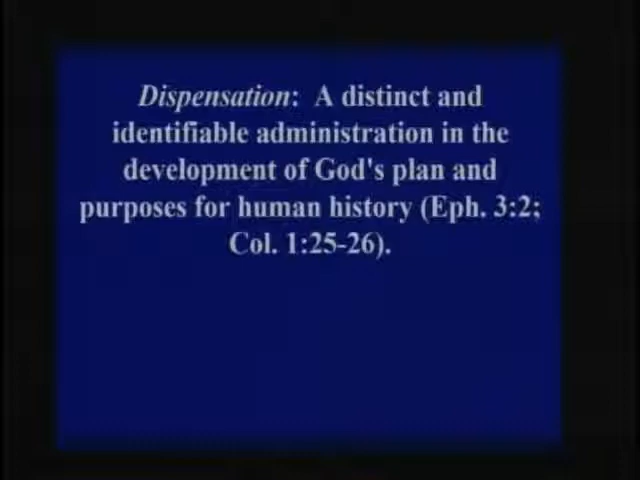 Dispensation: A distinct and
identifiable administration in the
development of God's plan and
purposes for human history (Eph. 3:2;
Col. 1:25-26).